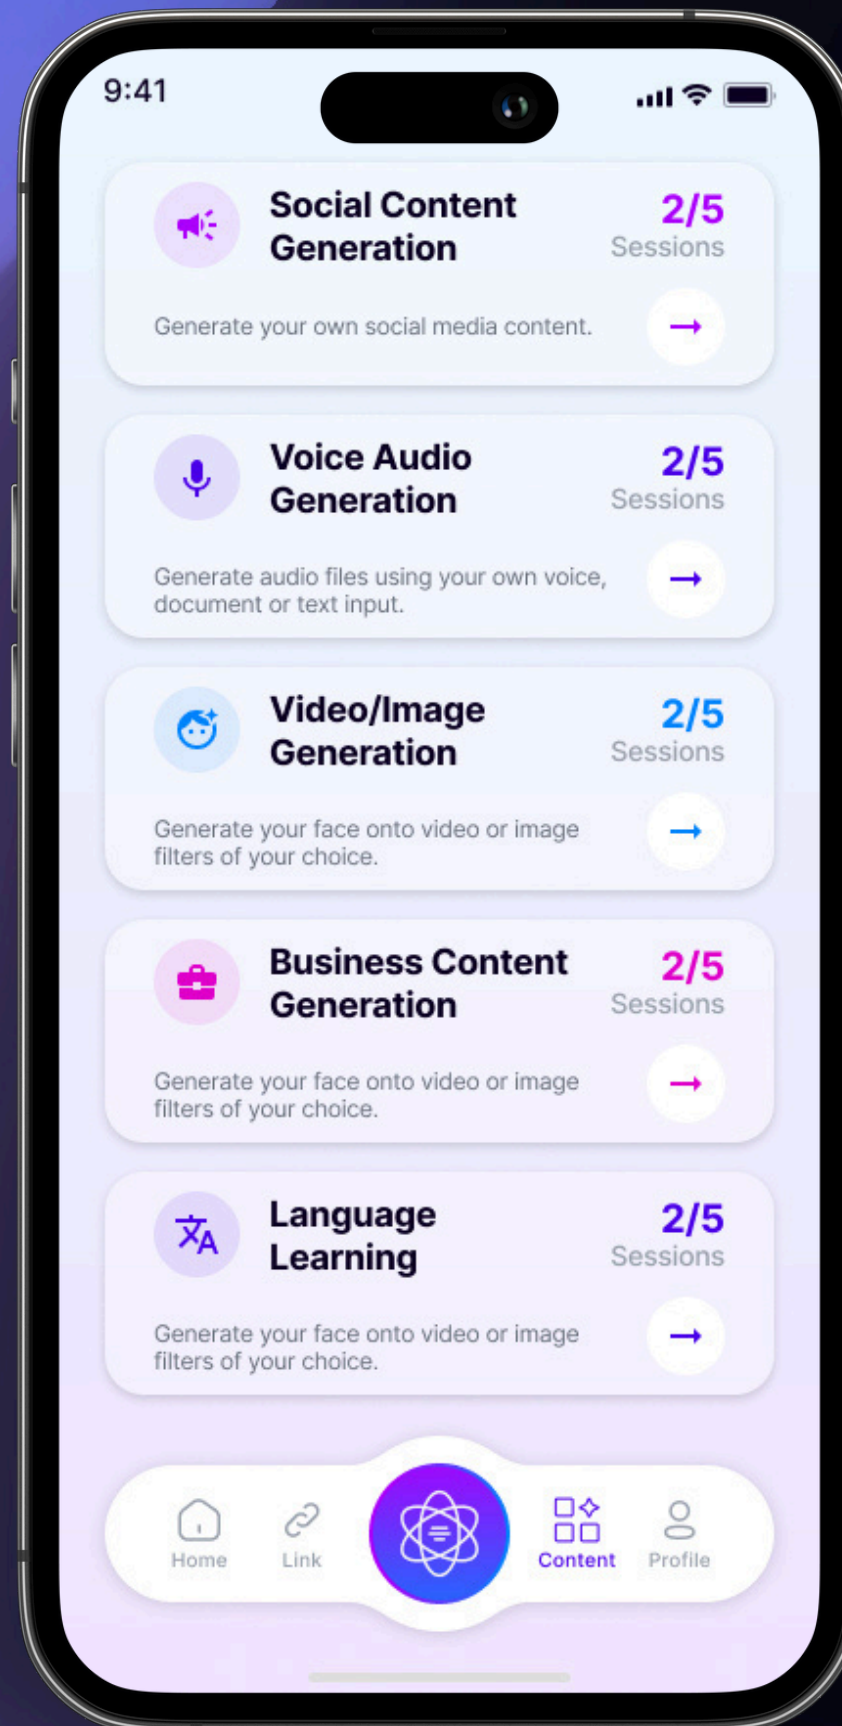 9:41
Social Content
Generation
2/5
Sessions
Generate your own social media content.
Voice Audio
Generation
2/5
Sessions
Generate audio files using your own voice,
document or text input.
Video/Image
Generation
2/5
Sessions
Generate your face onto video or image
filters of your choice.
Business Content
Generation
2/5
Sessions
Generate your face onto video or image
filters of your choice.
Language
Learning
2/5
Sessions
Generate your face onto video or image
filters of your choice.
Home
Link
Content
Profile